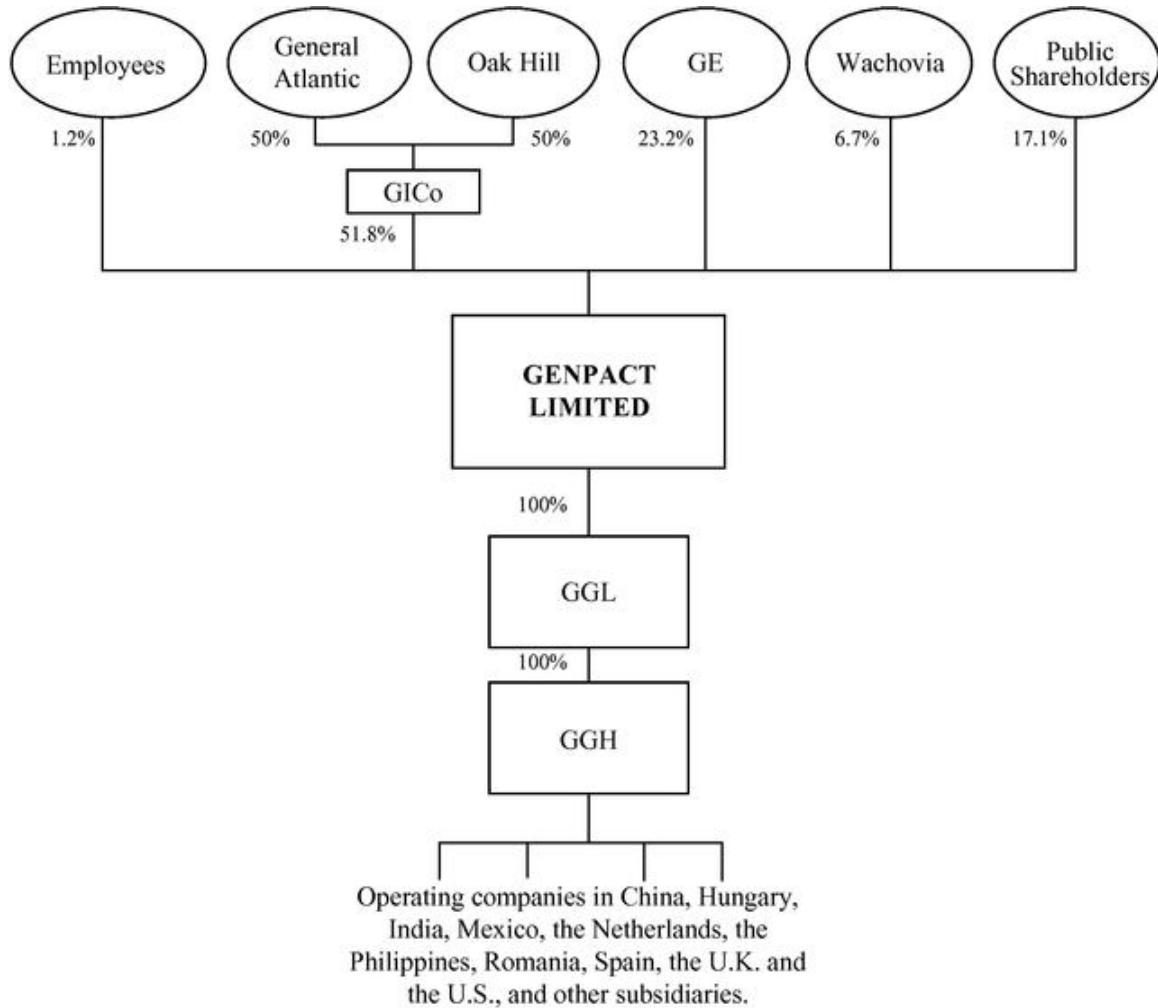 Employees
General
Atlantic
Oak Hill
GE
Wachovia
Public
Shareholders
1.2%
50%
50%
23.2%
6.7%
17.1%
GICo
51.8%
GENPACT
LIMITED
100%
GGL
100%
GGH
Operating companies in China, Hungary,
India, Mexico, the Netherlands, the
Philippines, Romania, Spain, the U.K. and
the U.S., and other subsidiaries.